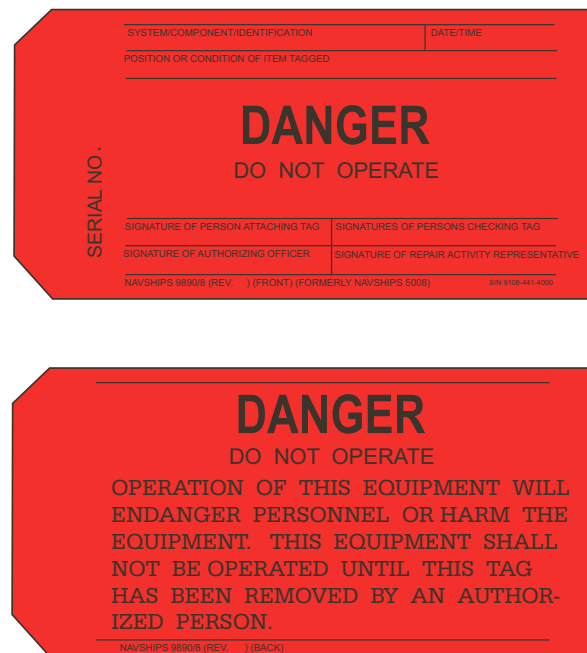 SYSTEM/COMPONENT/IDENTIFICATION DATE/TIME
POSITION OR CONDITION OF ITEM TAGGED
DANGER
DO NOT OPERATE
SERIAL NO.
SIGNATURE OF PERSON ATTACHING TAG SIGNATURES OF PERSONS CHECKING TAG
SIGNATURE OF AUTHORIZING OFFICER SIGNATURE OF REPAIR ACTIVITY REPRESENTATIVE
NAVSHIPS 9890/8 (REV. ) (FRONT) (FORMERLY NAVSHIPS 5008) S/N 9108-441-4000
DANGER
DO NOT OPERATE
OPERATION OF THIS EQUIPMENT WILL
ENDANGER PERSONNEL OR HARM THE
EQUIPMENT. THIS EQUIPMENT SHALL
NOT BE OPERATED UNTIL THIS TAG
HAS BEEN REMOVED BY AN AUTHOR-
IZED PERSON.
NAVSHIPS 9890/8 (REV. ) (BACK)